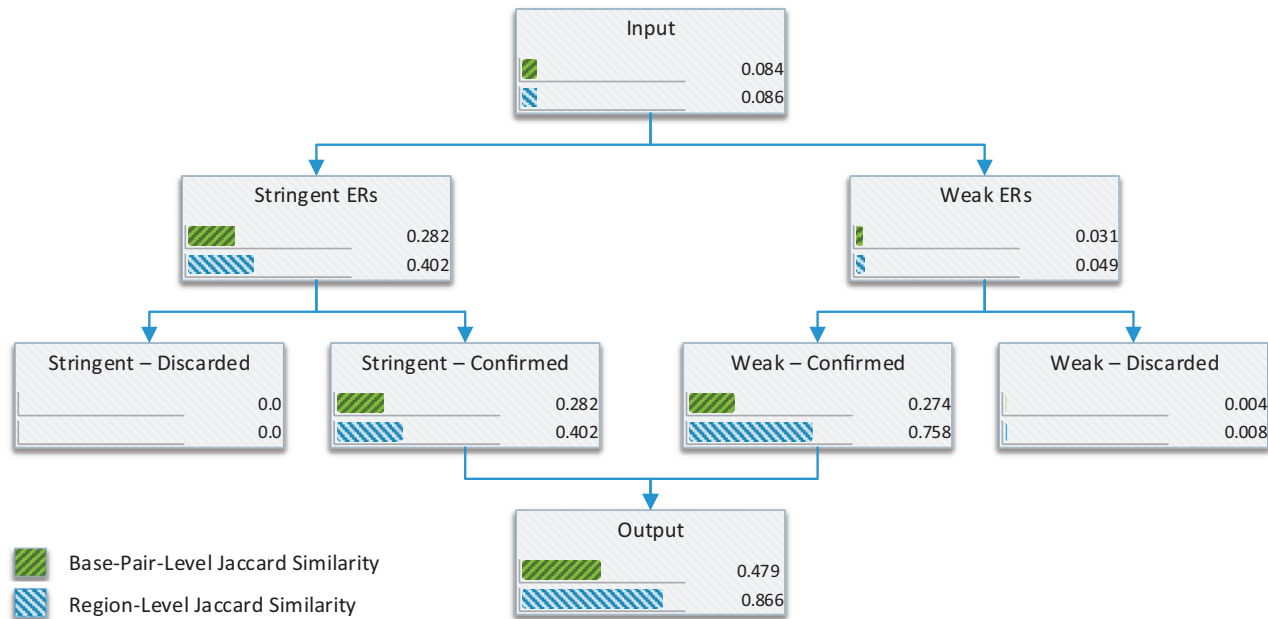 Input
0.084
0.086
Stringent ERs
0.282
0.402
Weak ERs
0.031
0.049
Stringent – Discarded
0.0
0.0
Stringent – Confirmed
0.282
0.402
Weak – Confirmed
0.274
0.758
Weak – Discarded
0.004
0.008
Output
0.479
0.866
Base-Pair-Level Jaccard Similarity
Region-Level Jaccard Similarity